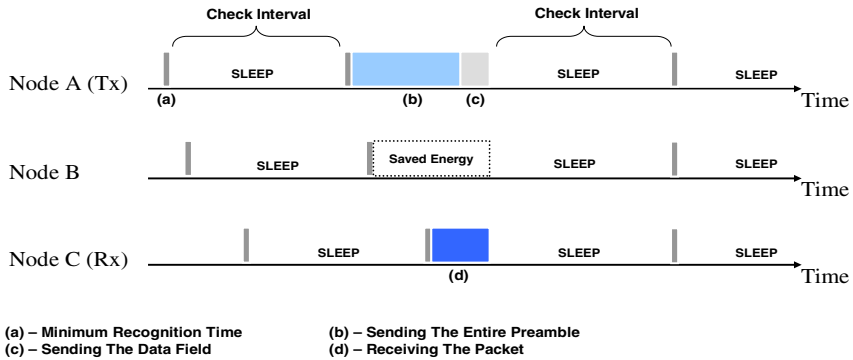 Check Interval Check Interval
Node A (Tx) SLEEP SLEEP SLEEP
(a) (b) (c) Time
Node B SLEEP Saved Energy SLEEP SLEEP
Time
Node C (Rx) SLEEP SLEEP SLEEP
(d) Time
(a) – Minimum Recognition Time (b) – Sending The Entire Preamble
(c) – Sending The Data Field (d) – Receiving The Packet